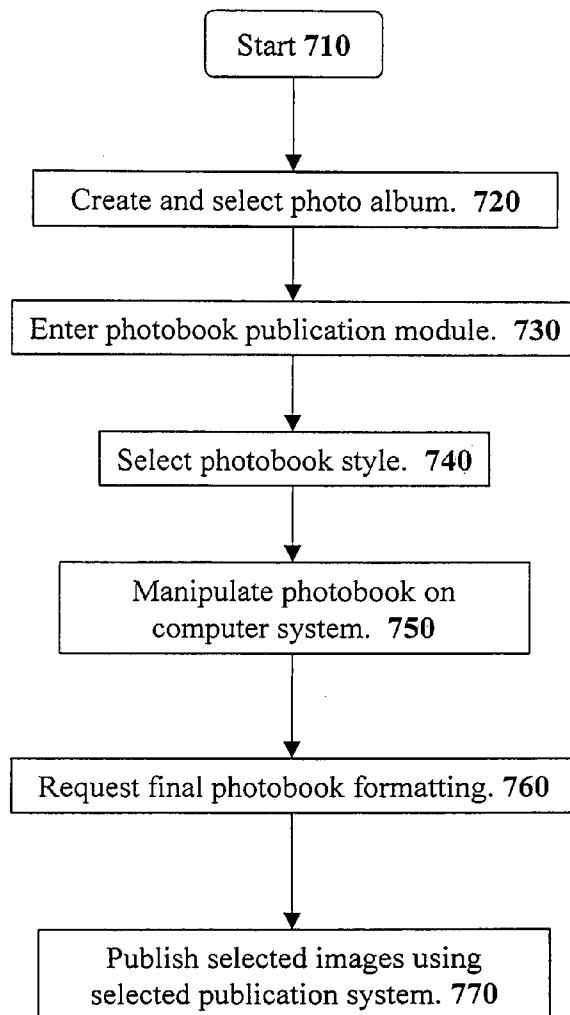 Start 710
Create and select photo album. 720
Enter photobook publication module. 730
Select photobook style. 740
Manipulate photobook on
computer system. 750
Request final photobook formatting. 760
Publish selected images using
selected publication system. 770